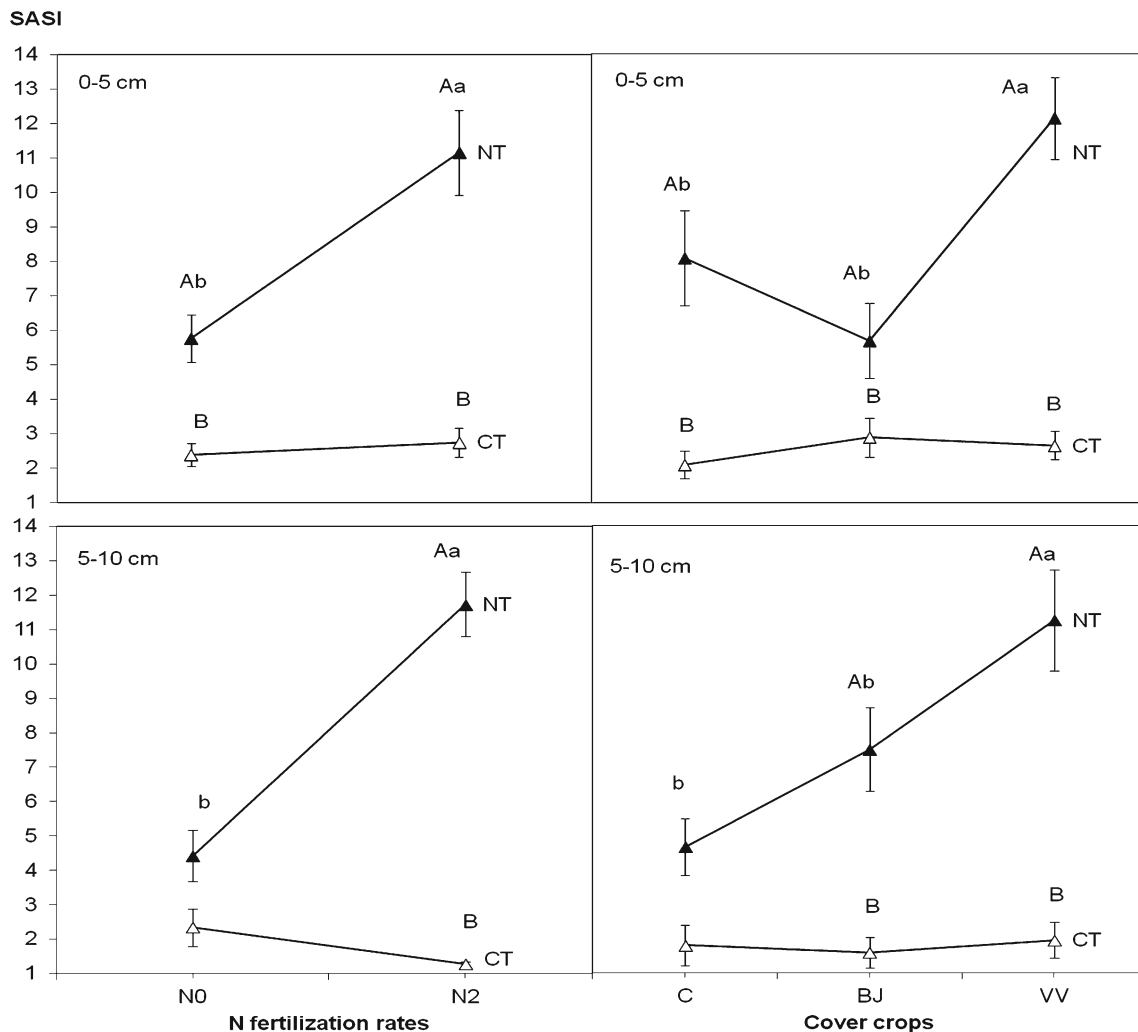 SASI
14
13
12
11
10
9
8
7
6
5
4
3
2
1
0-5 cm
Aa
NT
Ab
B
B
CT
0-5 cm
Aa
NT
Ab
Ab
B
B
B
CT
14
13
12
11
10
9
8
7
6
5
4
3
2
1
5-10 cm
Aa
NT
b
B
CT
5-10 cm
Aa
NT
Ab
b
B
B
CT
N0 N2
C BJ VV
N fertilization rates
Cover crops